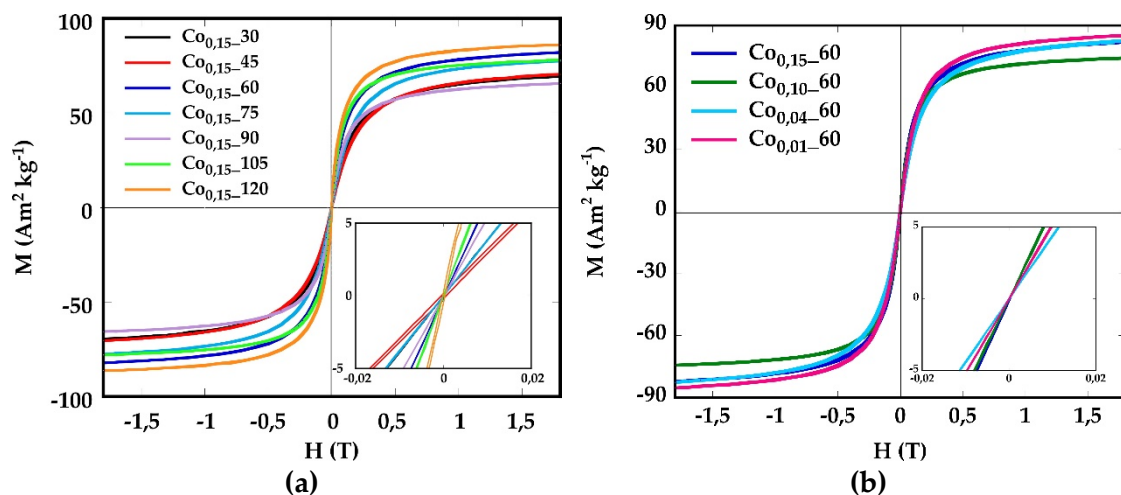 100
50
0
-50
-100
M (Am² kg⁻¹)
Co₀,₁₅_30
Co₀,₁₅_45
Co₀,₁₅_60
Co₀,₁₅_75
Co₀,₁₅_90
Co₀,₁₅_105
Co₀,₁₅_120
5
0
-5
-0,02
0
0,02
-1,5
-1
-0,5
0
0,5
1
1,5
H (T)
(a)
90
60
30
0
-30
-60
-90
M (Am² kg⁻¹)
Co₀,₁₅_60
Co₀,₁₀_60
Co₀,₀₄_60
Co₀,₀₁_60
5
0
-5
-0,02
0
0,02
-1,5
-1
-0,5
0
0,5
1
1,5
H (T)
(b)